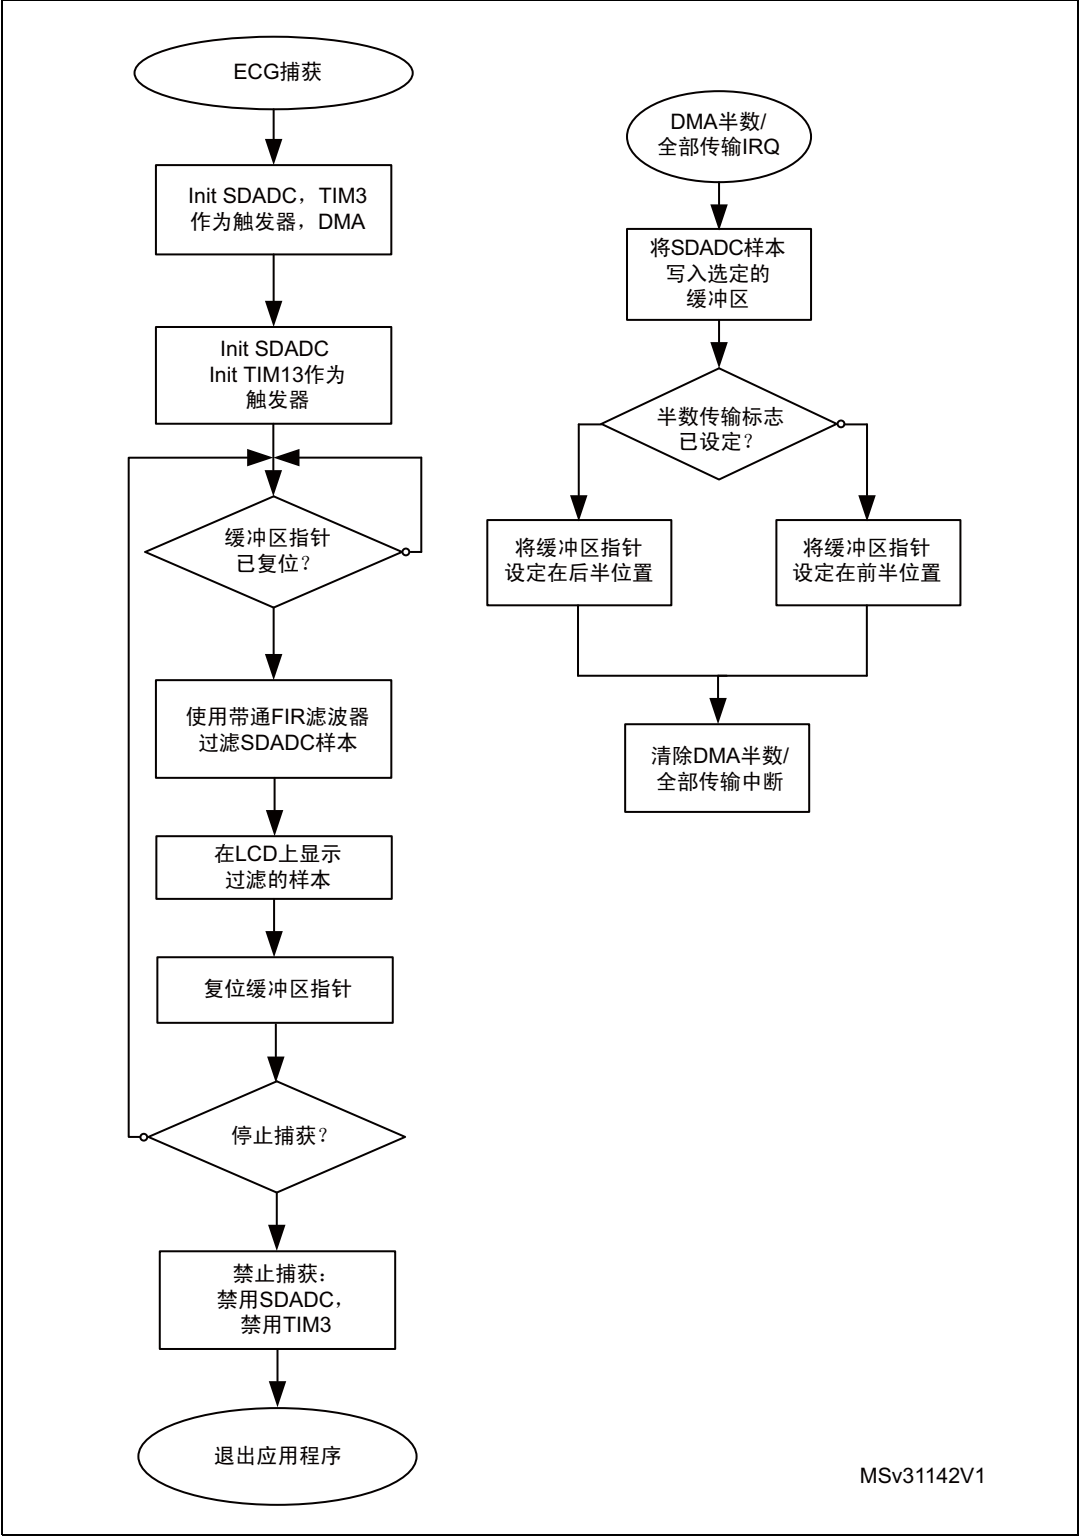 ECG捕获
Init SDADC，TIM3
作为触发器，DMA
Init SDADC
Init TIM13作为
触发器
缓冲区指针
已复位？
使用带通FIR滤波器
过滤SDADC样本
在LCD上显示
过滤的样本
复位缓冲区指针
停止捕获？
禁止捕获：
禁用SDADC，
禁用TIM3
退出应用程序
DMA半数/
全部传输IRQ
将SDADC样本
写入选定的
缓冲区
半数传输标志
已设定？
将缓冲区指针
设定在后半位置
将缓冲区指针
设定在前半位置
清除DMA半数/
全部传输中断
MSv31142V1